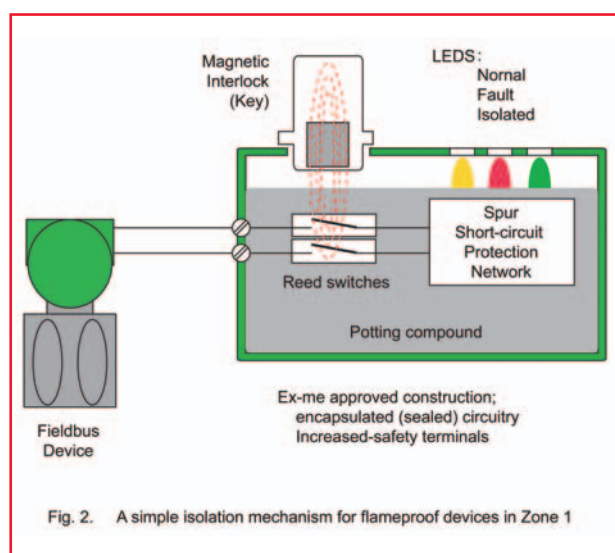 Magnetic
Interlock
(Key)
LEDS:
Nornal
Fault
Isolated
Spur
Short-circuit
Protection
Network
Reed switches
Potting compound
Fieldbus
Device
Ex-me approved construction;
encapsulated (sealed) circuitry
Increased-safety terminals
Fig. 2. A simple isolation mechanism for flameproof devices in Zone 1